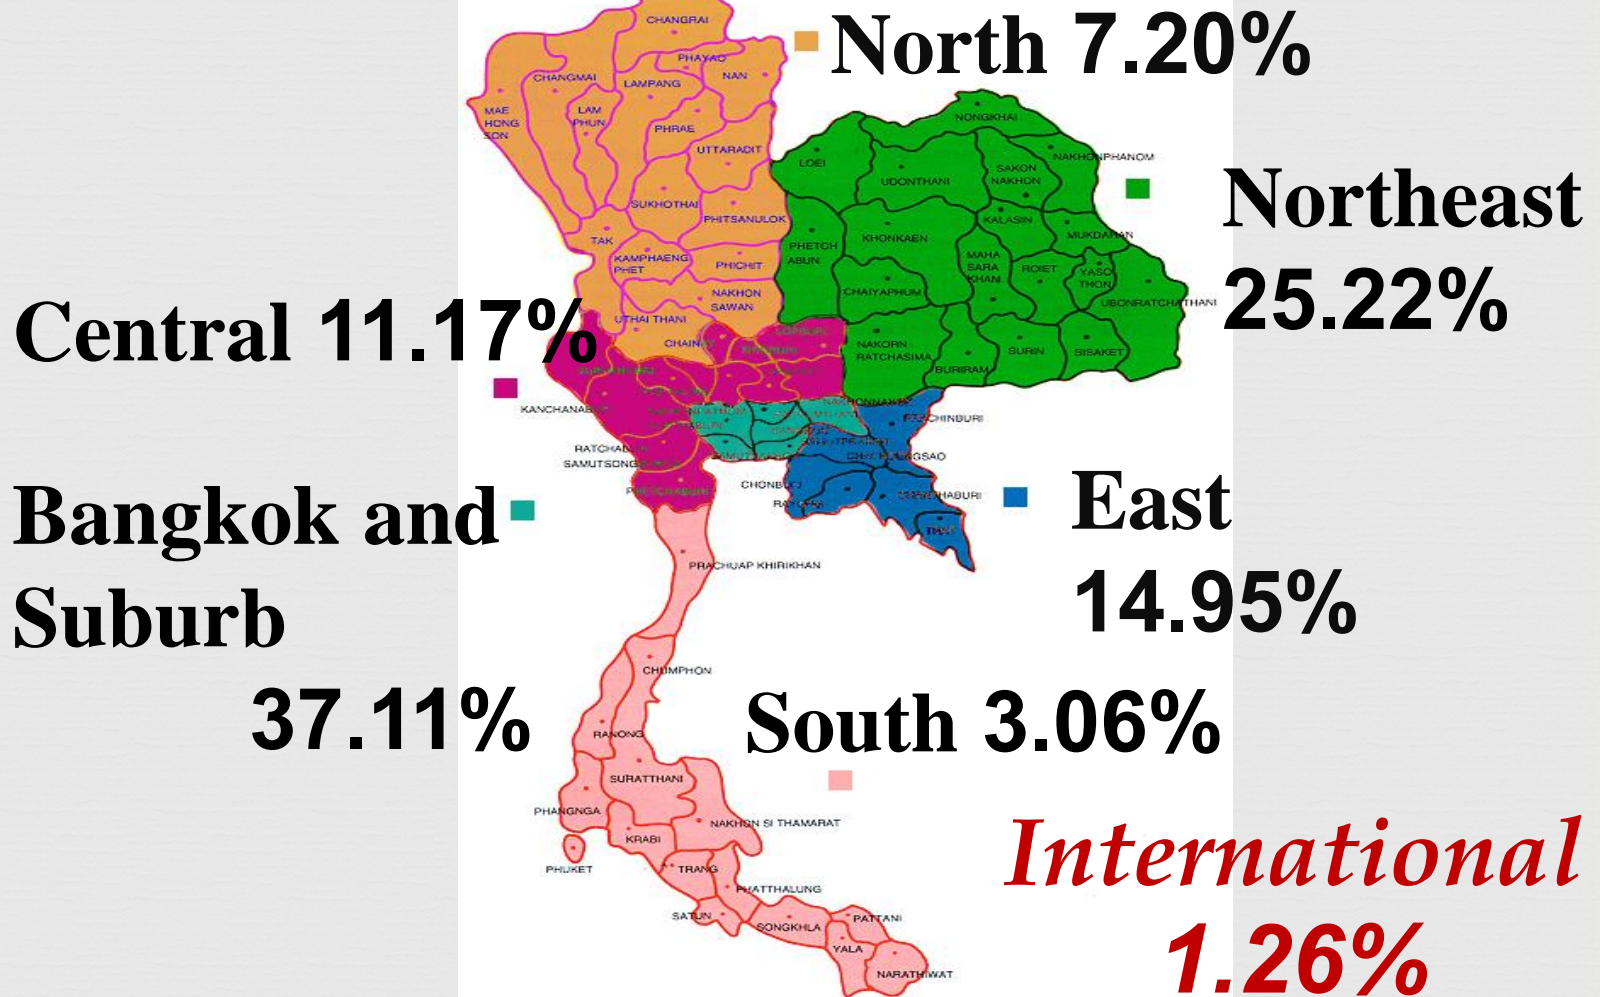 CHANGRAI
North 7.20%
PHAYAO
CHANGMAI
LAMPANG
NAN
MAE
HONG
SON
LAM
PHUN
PHRAE
NONGKHAI
UTTARADIT
LOEI
NAKHONPHANOM
SAKON
NAKHON
UDONTHANI
Northeast
25.22%
SUKHOTHAI
PHITSANULOK
KALASIN
MUKDAHAN
TAK
KHONKAEN
PHETCH
ABUN
KAMPHAENG
PHET
PHICHIT
MAHA
SARA
KHAM
ROIET
YASO
THON
NAKHON
SAWAN
CHAIYAPHUM
UBONRATCHATHANI
Central 11.17%
UTHAI THANI
CHAINAT
LOPBURI
NAKORN
RATCHASIMA
SURIN
SISAKET
BURIRAM
KANCHANABURI
PRACHINBURI
RATCHABURI
CHONBURI
PHETCHABURI
Bangkok and
Suburb
37.11%
East
14.95%
PRACHUAP KHIRIKHAN
CHUMPHON
South 3.06%
RANONG
SURATTHANI
PHANGNGA
NAKHON SI THAMARAT
KRABI
PHUKET
TRANG
PHATTHALUNG
SATUN
SONGKHLA
PATTANI
YALA
NARATHIWAT
International
1.26%